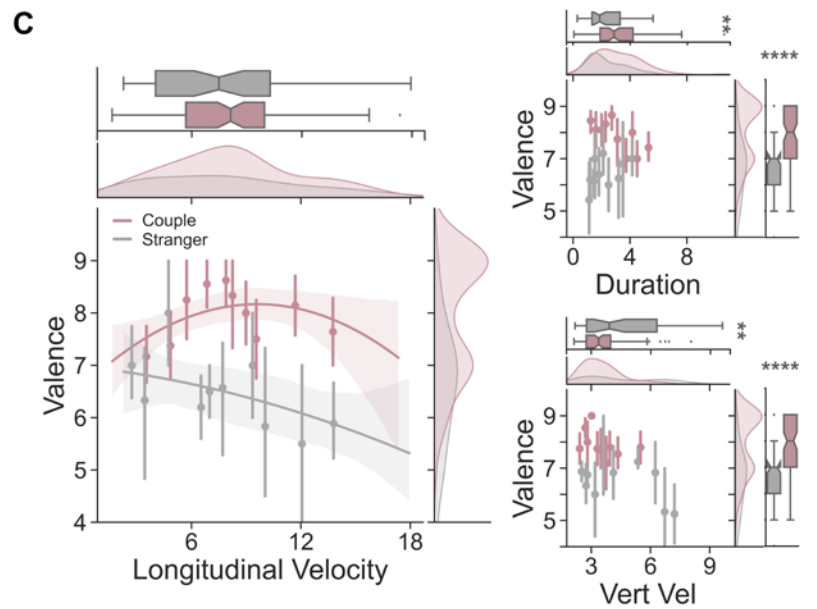 C
Couple
Stranger
9
8
7
6
5
4
Valence
6
12
18
Longitudinal Velocity
**
****
9
7
5
Valence
0
4
8
Duration
**
****
9
7
5
Valence
3
6
9
Vert Vel